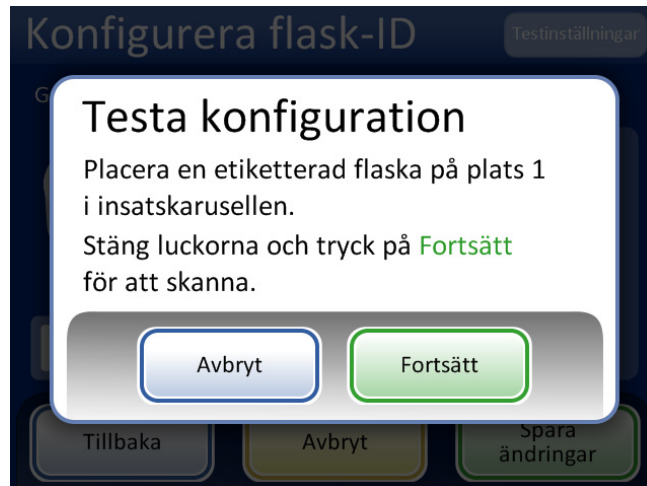 Konfigurera flask-ID
Testinställningar
G
Testa konfiguration
Placera en etiketterad flaska på plats 1
i insatskarusellen.
Stäng luckorna och tryck på Fortsätt
för att skanna.
Avbryt
Fortsätt
Tillbaka
Avbryt
Spara
ändringar